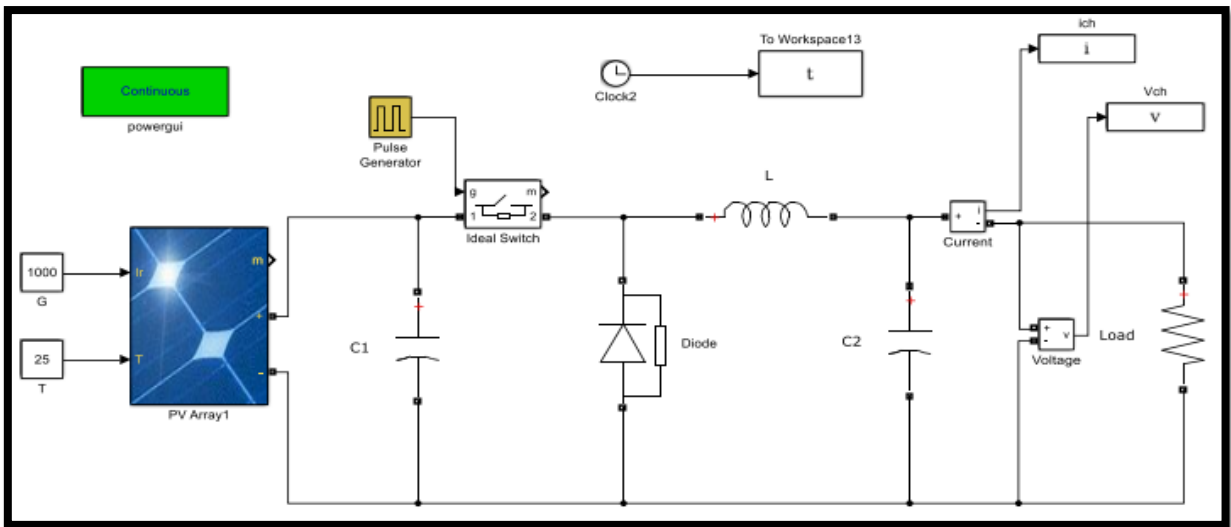 ich
i
To Workspace13
t
Clock2
Vch
v
Continuous
powergui
Pulse
Generator
g
m
1
2
Ideal Switch
L
+
i
+
-
Current
1000
G
Ir
m
+
25
T
T
-
PV Array1
+
C1
Diode
+
C2
+
-
v
Voltage
Load
+